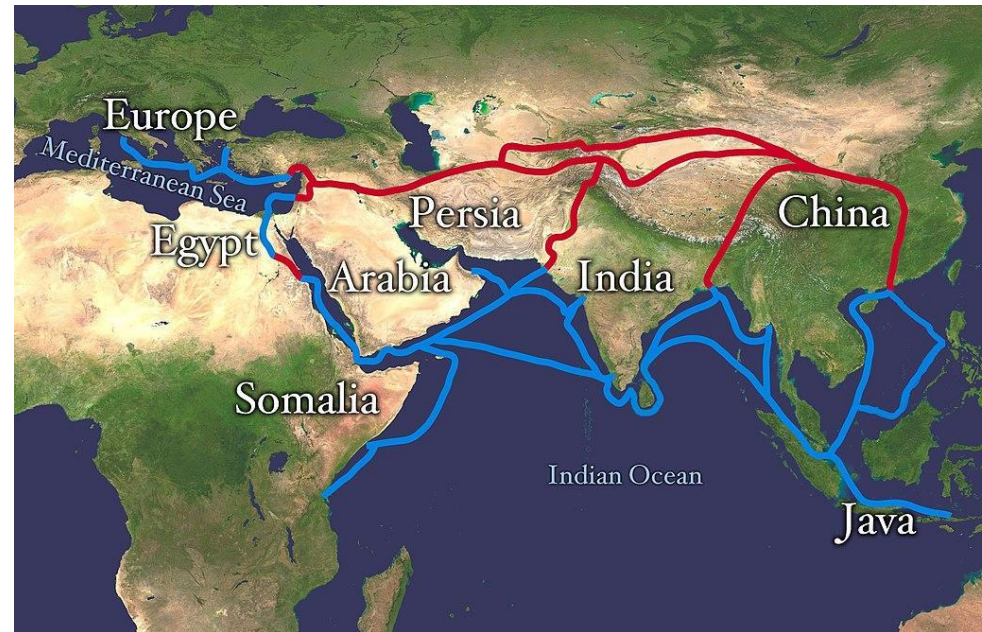 Europe
Mediterranean Sea
Egypt
Persia
Arabia
India
China
Somalia
Indian Ocean
Java